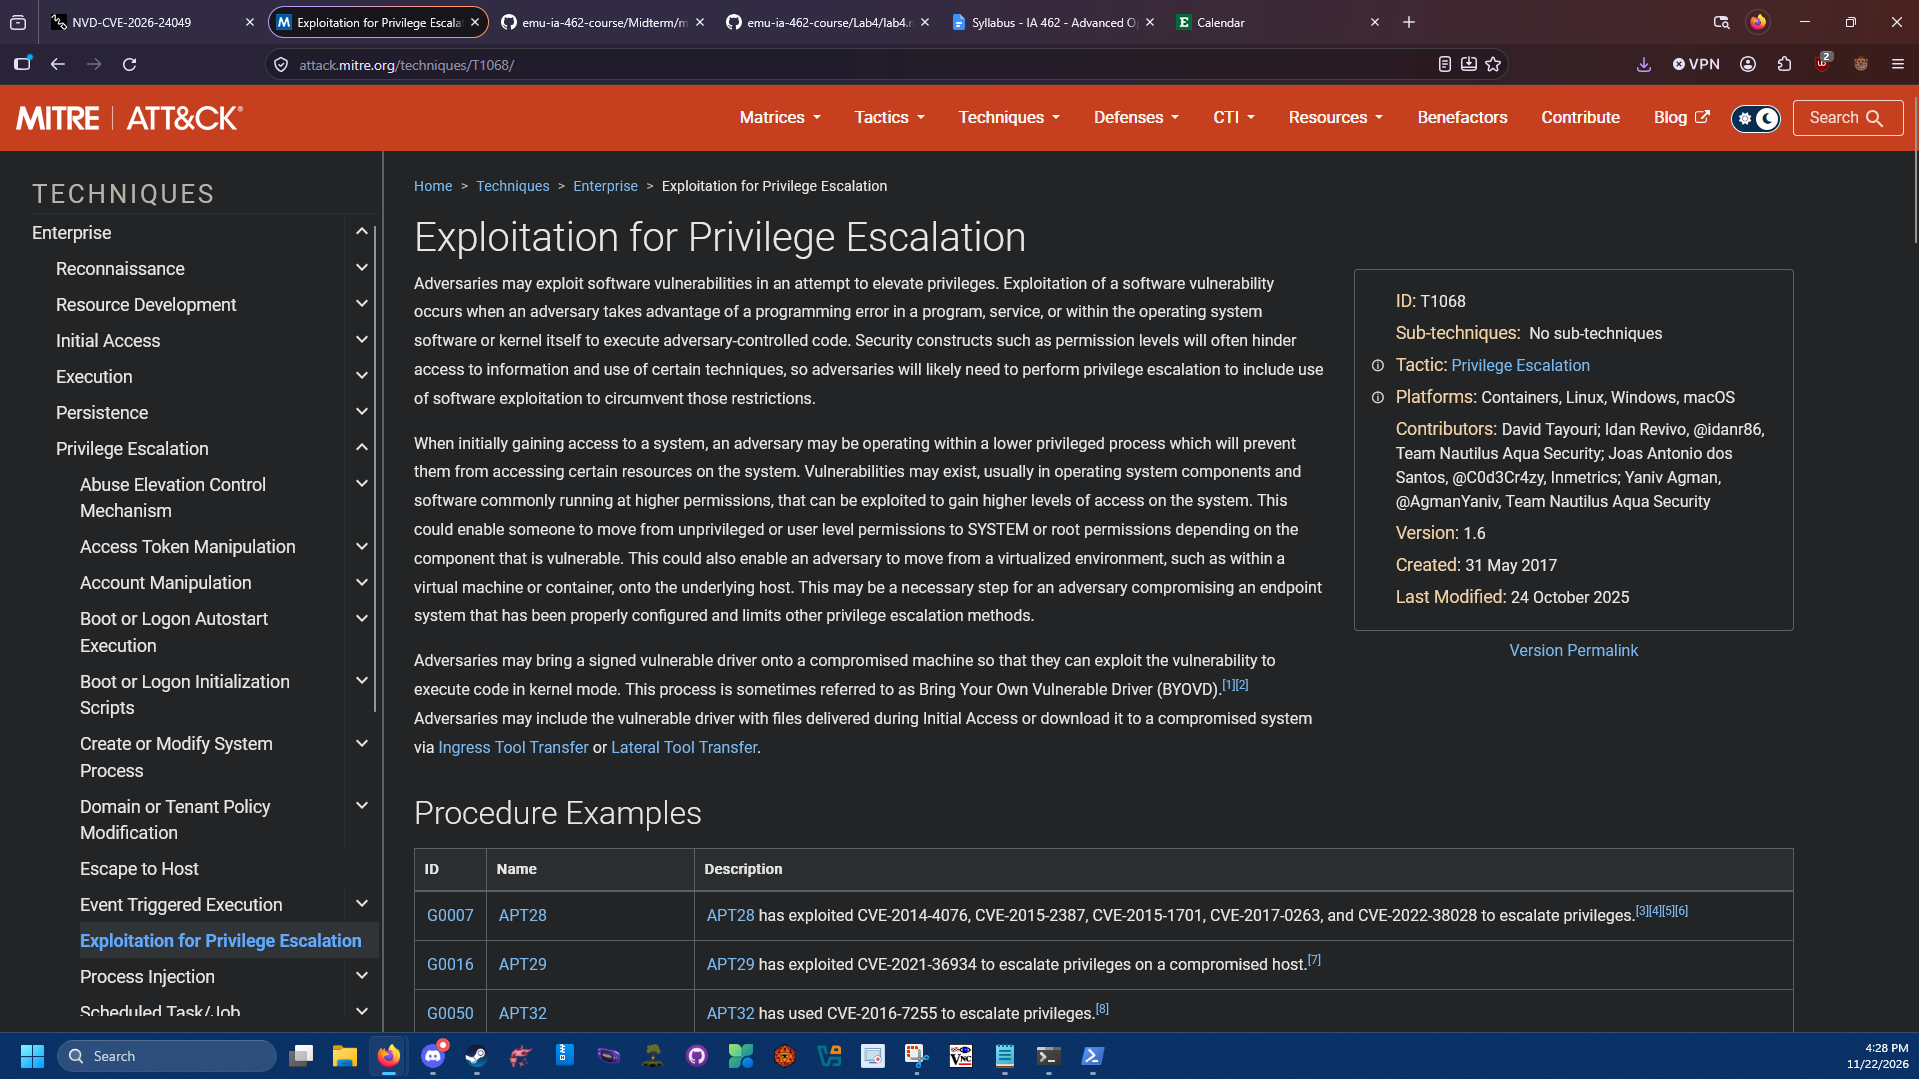 NVD-CVE-2026-24049
Exploitation for Privilege Escala
emu-ia-462-course/Midterm/m
emu-ia-462-course/Lab4/lab4.r
Syllabus - IA 462 - Advanced O
Calendar
attack.mitre.org/techniques/T1068/
VPN
2
MITRE | ATT&CK®
Matrices
Tactics
Techniques
Defenses
CTI
Resources
Benefactors
Contribute
Blog
Search
TECHNIQUES
Enterprise
Reconnaissance
Resource Development
Initial Access
Execution
Persistence
Privilege Escalation
Abuse Elevation Control
Mechanism
Access Token Manipulation
Account Manipulation
Boot or Logon Autostart
Execution
Boot or Logon Initialization
Scripts
Create or Modify System
Process
Domain or Tenant Policy
Modification
Escape to Host
Event Triggered Execution
Exploitation for Privilege Escalation
Process Injection
Scheduled Task/Job
Home > Techniques > Enterprise > Exploitation for Privilege Escalation
Exploitation for Privilege Escalation
Adversaries may exploit software vulnerabilities in an attempt to elevate privileges. Exploitation of a software vulnerability
occurs when an adversary takes advantage of a programming error in a program, service, or within the operating system
software or kernel itself to execute adversary-controlled code. Security constructs such as permission levels will often hinder
access to information and use of certain techniques, so adversaries will likely need to perform privilege escalation to include use
of software exploitation to circumvent those restrictions.
When initially gaining access to a system, an adversary may be operating within a lower privileged process which will prevent
them from accessing certain resources on the system. Vulnerabilities may exist, usually in operating system components and
software commonly running at higher permissions, that can be exploited to gain higher levels of access on the system. This
could enable someone to move from unprivileged or user level permissions to SYSTEM or root permissions depending on the
component that is vulnerable. This could also enable an adversary to move from a virtualized environment, such as within a
virtual machine or container, onto the underlying host. This may be a necessary step for an adversary compromising an endpoint
system that has been properly configured and limits other privilege escalation methods.
Adversaries may bring a signed vulnerable driver onto a compromised machine so that they can exploit the vulnerability to
execute code in kernel mode. This process is sometimes referred to as Bring Your Own Vulnerable Driver (BYOVD).[1][2]
Adversaries may include the vulnerable driver with files delivered during Initial Access or download it to a compromised system
via Ingress Tool Transfer or Lateral Tool Transfer.
ID: T1068
Sub-techniques: No sub-techniques
Tactic: Privilege Escalation
Platforms: Containers, Linux, Windows, macOS
Contributors: David Tayouri; Idan Revivo, @idanr86,
Team Nautilus Aqua Security; Joas Antonio dos
Santos, @C0d3Cr4zy, Inmetrics; Yaniv Agman,
@AgmanYaniv, Team Nautilus Aqua Security
Version: 1.6
Created: 31 May 2017
Last Modified: 24 October 2025
Version Permalink
Procedure Examples
ID Name Description
G0007 APT28 APT28 has exploited CVE-2014-4076, CVE-2015-2387, CVE-2015-1701, CVE-2017-0263, and CVE-2022-38028 to escalate privileges.[3][4][5][6]
G0016 APT29 APT29 has exploited CVE-2021-36934 to escalate privileges on a compromised host.[7]
G0050 APT32 APT32 has used CVE-2016-7255 to escalate privileges.[8]
Search
4:28 PM
11/22/2026